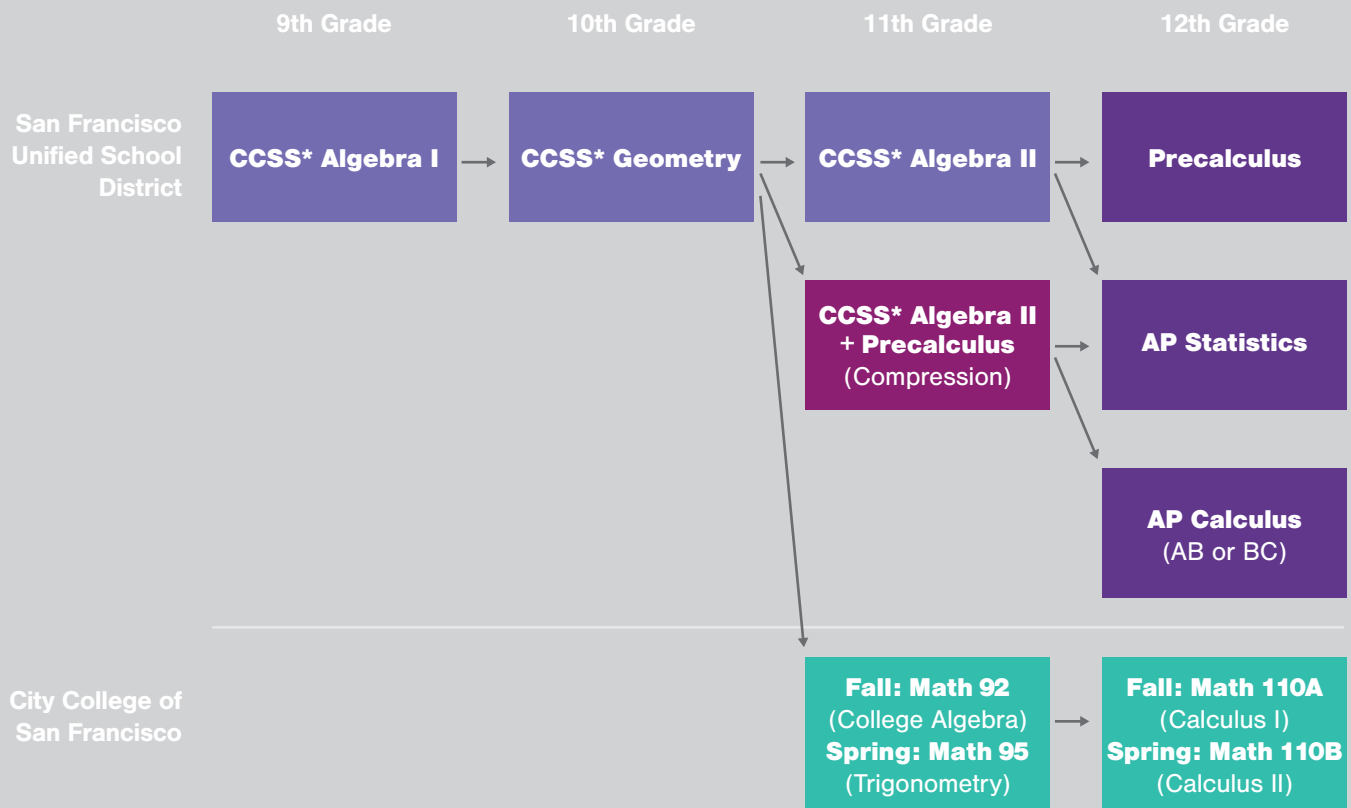 9th Grade
10th Grade
11th Grade
12th Grade
San Francisco
Unified School
District
CCSS* Algebra I
CCSS* Geometry
CCSS* Algebra II
Precalculus
CCSS* Algebra II
+ Precalculus
(Compression)
AP Statistics
AP Calculus
(AB or BC)
City College of
San Francisco
Fall: Math 92
(College Algebra)
Spring: Math 95
(Trigonometry)
Fall: Math 110A
(Calculus I)
Spring: Math 110B
(Calculus II)